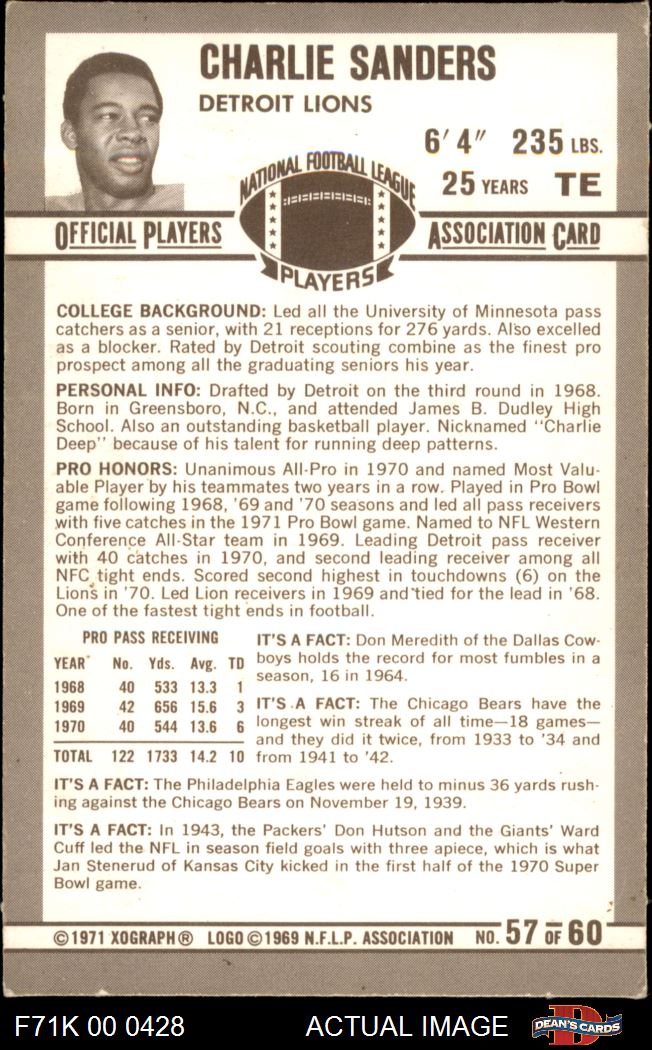 CHARLIE SANDERS
DETROIT LIONS
6' 4" 235 LBS.
25 YEARS TE
NATIONAL FOOTBALL LEAGUE
OFFICIAL PLAYERS ASSOCIATION CARD
PLAYERS
COLLEGE BACKGROUND: Led all the University of Minnesota pass
catchers as a senior, with 21 receptions for 276 yards. Also excelled
as a blocker. Rated by Detroit scouting combine as the finest pro
prospect among all the graduating seniors his year.
PERSONAL INFO: Drafted by Detroit on the third round in 1968.
Born in Greensboro, N.C., and attended James B. Dudley High
School. Also an outstanding basketball player. Nicknamed "Charlie
Deep" because of his talent for running deep patterns.
PRO HONORS: Unanimous All-Pro in 1970 and named Most Valu-
able Player by his teammates two years in a row. Played in Pro Bowl
game following 1968, '69 and '70 seasons and led all pass receivers
with five catches in the 1971 Pro Bowl game. Named to NFL Western
Conference All-Star team in 1969. Leading Detroit pass receiver
with 40 catches in 1970, and second leading receiver among all
NFC tight ends. Scored second highest in touchdowns (6) on the
Lions in '70. Led Lion receivers in 1969 and tied for the lead in '68.
One of the fastest tight ends in football.
PRO PASS RECEIVING
YEAR No. Yds. Avg. TD
1968 40 533 13.3 1
1969 42 656 15.6 3
1970 40 544 13.6 6
TOTAL 122 1733 14.2 10
IT'S A FACT: Don Meredith of the Dallas Cow-
boys holds the record for most fumbles in a
season, 16 in 1964.
IT'S A FACT: The Chicago Bears have the
longest win streak of all time—18 games—
and they did it twice, from 1933 to '34 and
from 1941 to '42.
IT'S A FACT: The Philadelphia Eagles were held to minus 36 yards rush-
ing against the Chicago Bears on November 19, 1939.
IT'S A FACT: In 1943, the Packers' Don Hutson and the Giants' Ward
Cuff led the NFL in season field goals with three apiece, which is what
Jan Stenerud of Kansas City kicked in the first half of the 1970 Super
Bowl game.
©1971 XOGRAPH® LOGO ©1969 N.F.L.P. ASSOCIATION NO. 57 OF 60
F71K 00 0428 ACTUAL IMAGE DEAN'S CARDS